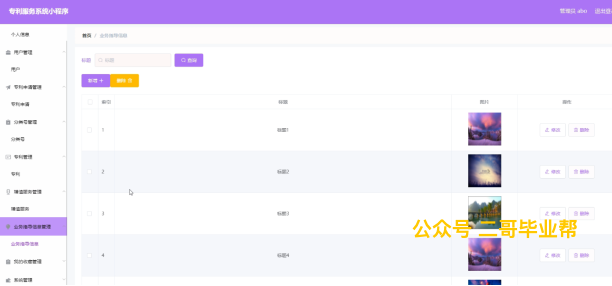 专利服务系统小程序
管理员 abo 退出登
个人信息
首页 / 业务推荐信息
用户管理
标题 标题 查询
用户
新增 + 删除
专利申请管理
索引 标题 图片 操作
专利申请
1 标题1 修改 删除
分类号管理
分类号
专利管理
2 标题2 修改 删除
专利
增值服务管理
增值服务
3 标题3 修改 删除
业务推荐信息管理
公众号 二哥毕业帮
业务推荐信息
4 标题4 修改 删除
我的收藏管理
系统管理